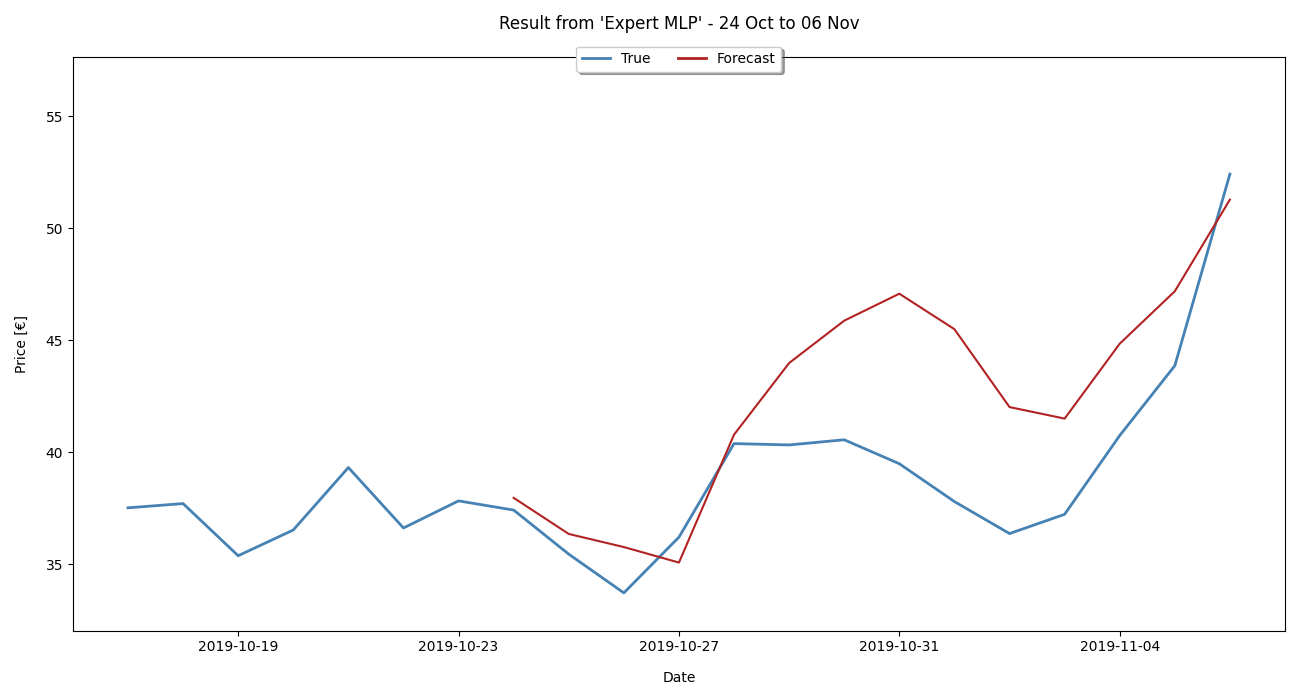 Result from 'Expert MLP' - 24 Oct to 06 Nov
True Forecast
55
50
45
40
35
Price [€]
2019-10-19 2019-10-23 2019-10-27 2019-10-31 2019-11-04
Date